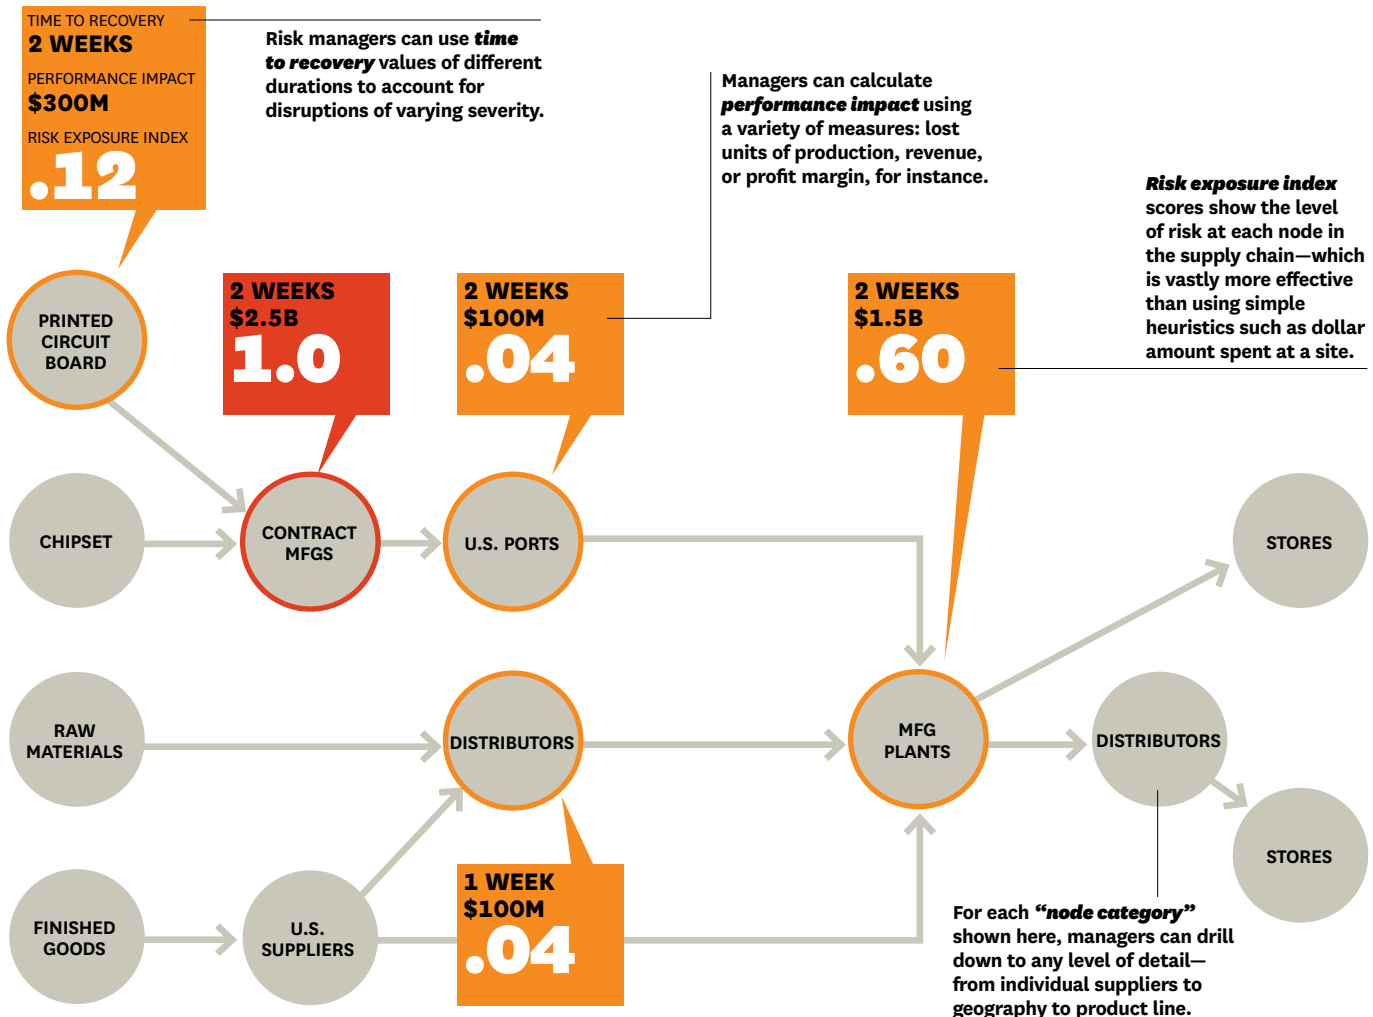 TIME TO RECOVERY
2 WEEKS
PERFORMANCE IMPACT
$300M
RISK EXPOSURE INDEX
.12
Risk managers can use time
to recovery values of different
durations to account for
disruptions of varying severity.
Managers can calculate
performance impact using
a variety of measures: lost
units of production, revenue,
or profit margin, for instance.
Risk exposure index
scores show the level
of risk at each node in
the supply chain—which
is vastly more effective
than using simple
heuristics such as dollar
amount spent at a site.
PRINTED
CIRCUIT
BOARD
2 WEEKS
$2.5B
1.0
2 WEEKS
$100M
.04
2 WEEKS
$1.5B
.60
CHIPSET
CONTRACT
MFGS
U.S. PORTS
STORES
RAW
MATERIALS
DISTRIBUTORS
MFG
PLANTS
DISTRIBUTORS
STORES
FINISHED
GOODS
U.S.
SUPPLIERS
1 WEEK
$100M
.04
For each “node category”
shown here, managers can drill
down to any level of detail—
from individual suppliers to
geography to product line.